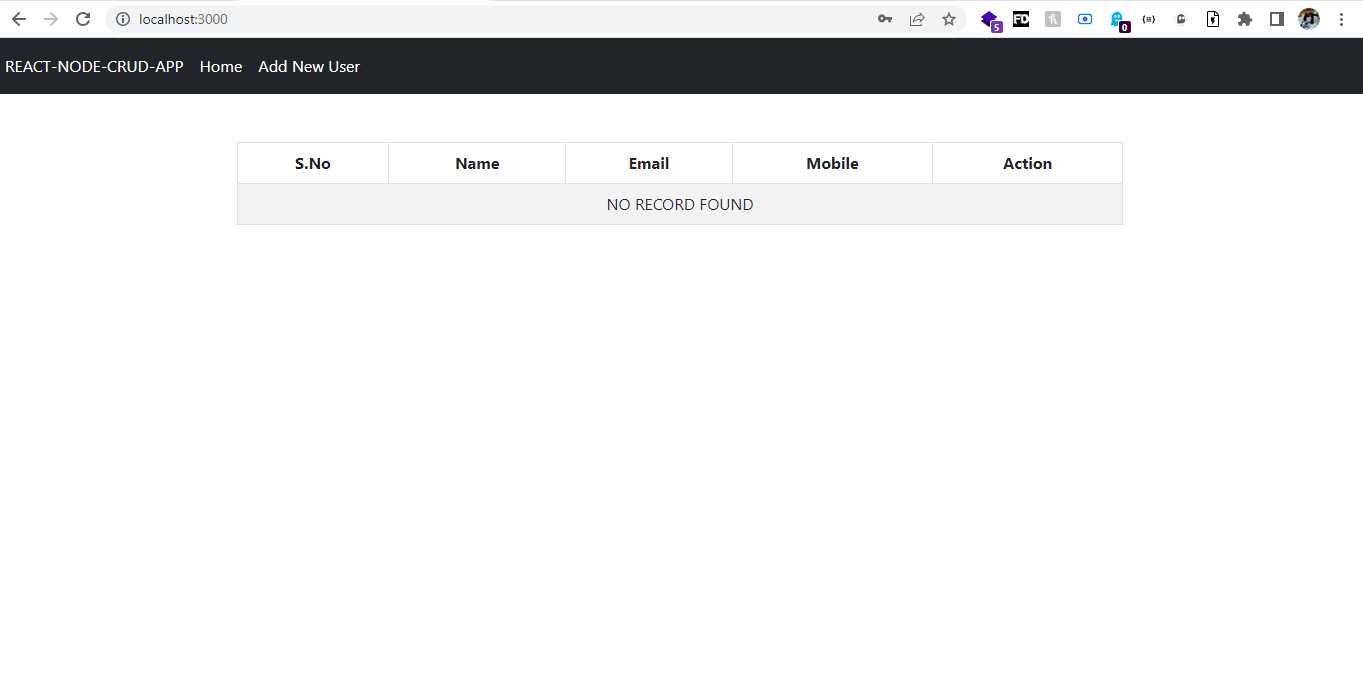 localhost:3000
5
FD
0
{≡}
REACT-NODE-CRUD-APP Home Add New User
S.No Name Email Mobile Action
NO RECORD FOUND